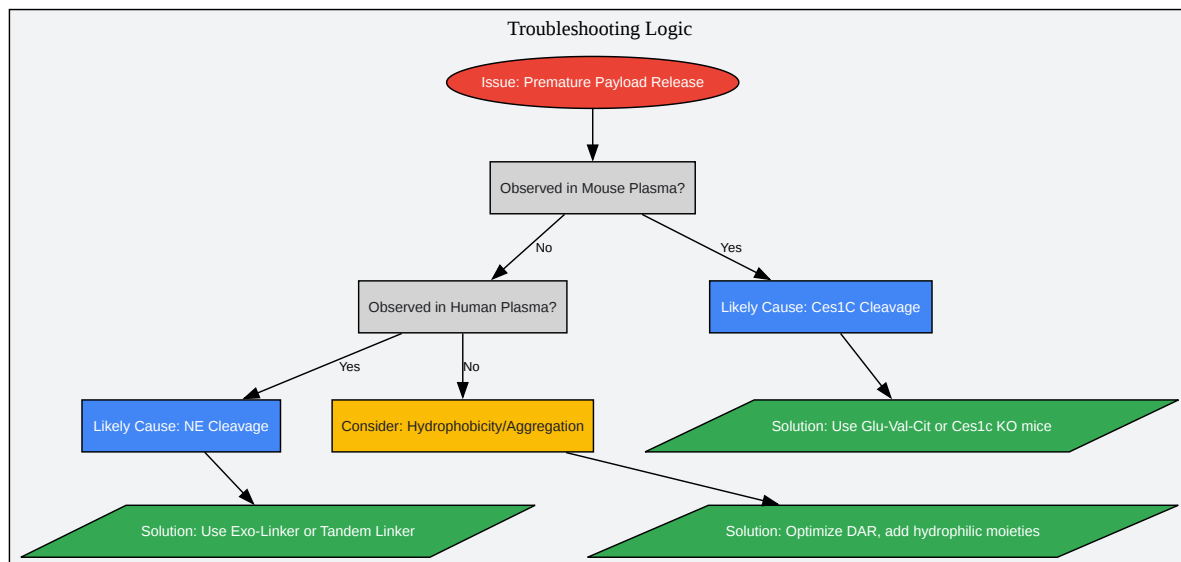 Troubleshooting Logic
Issue: Premature Payload Release
Observed in Mouse Plasma?
No
Yes
Observed in Human Plasma?
Likely Cause: Ces1C Cleavage
Yes
No
Likely Cause: NE Cleavage
Consider: Hydrophobicity/Aggregation
Solution: Use Glu-Val-Cit or Ces1c KO mice
Solution: Use Exo-Linker or Tandem Linker
Solution: Optimize DAR, add hydrophilic moieties